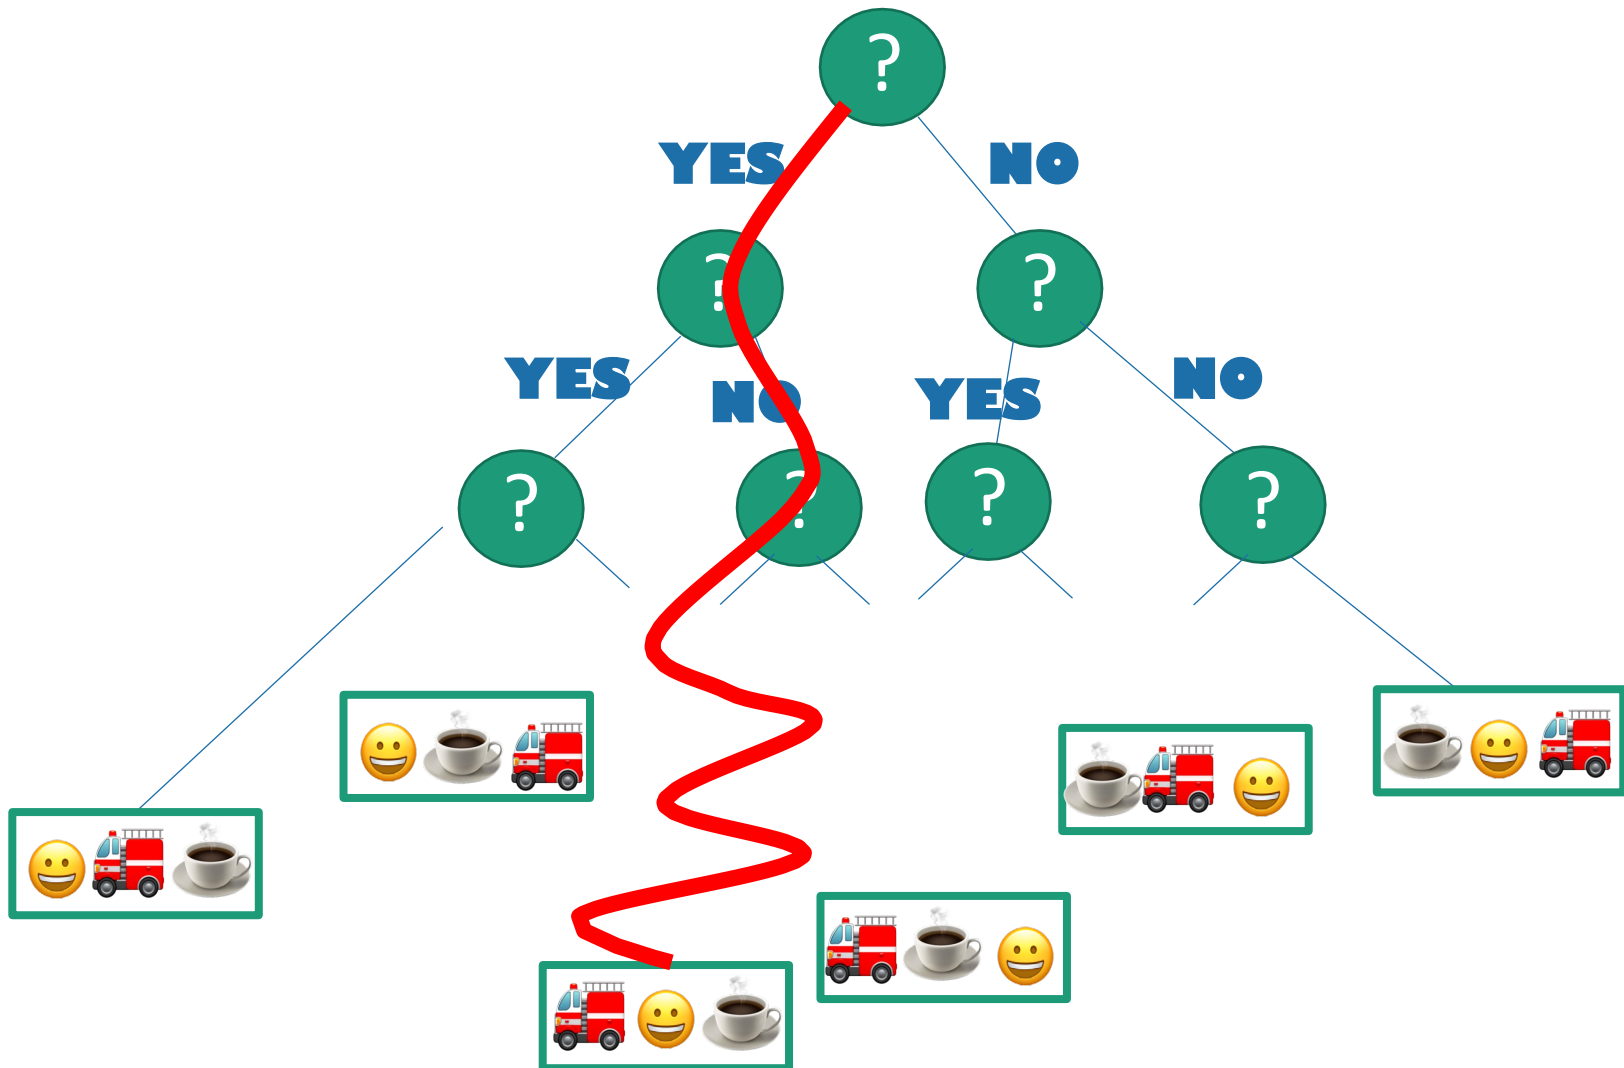 ?
YES NO
? ?
YES NO YES NO
? ? ? ?